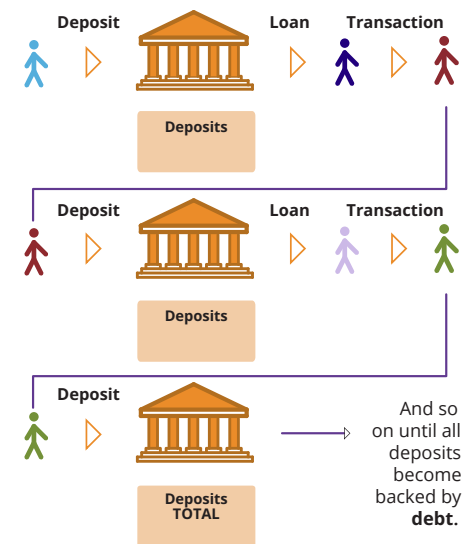 Deposit Loan Transaction
Deposits
Deposit Loan Transaction
Deposits
Deposit
And so
on until all
deposits
become
backed by
debt.
Deposits
TOTAL